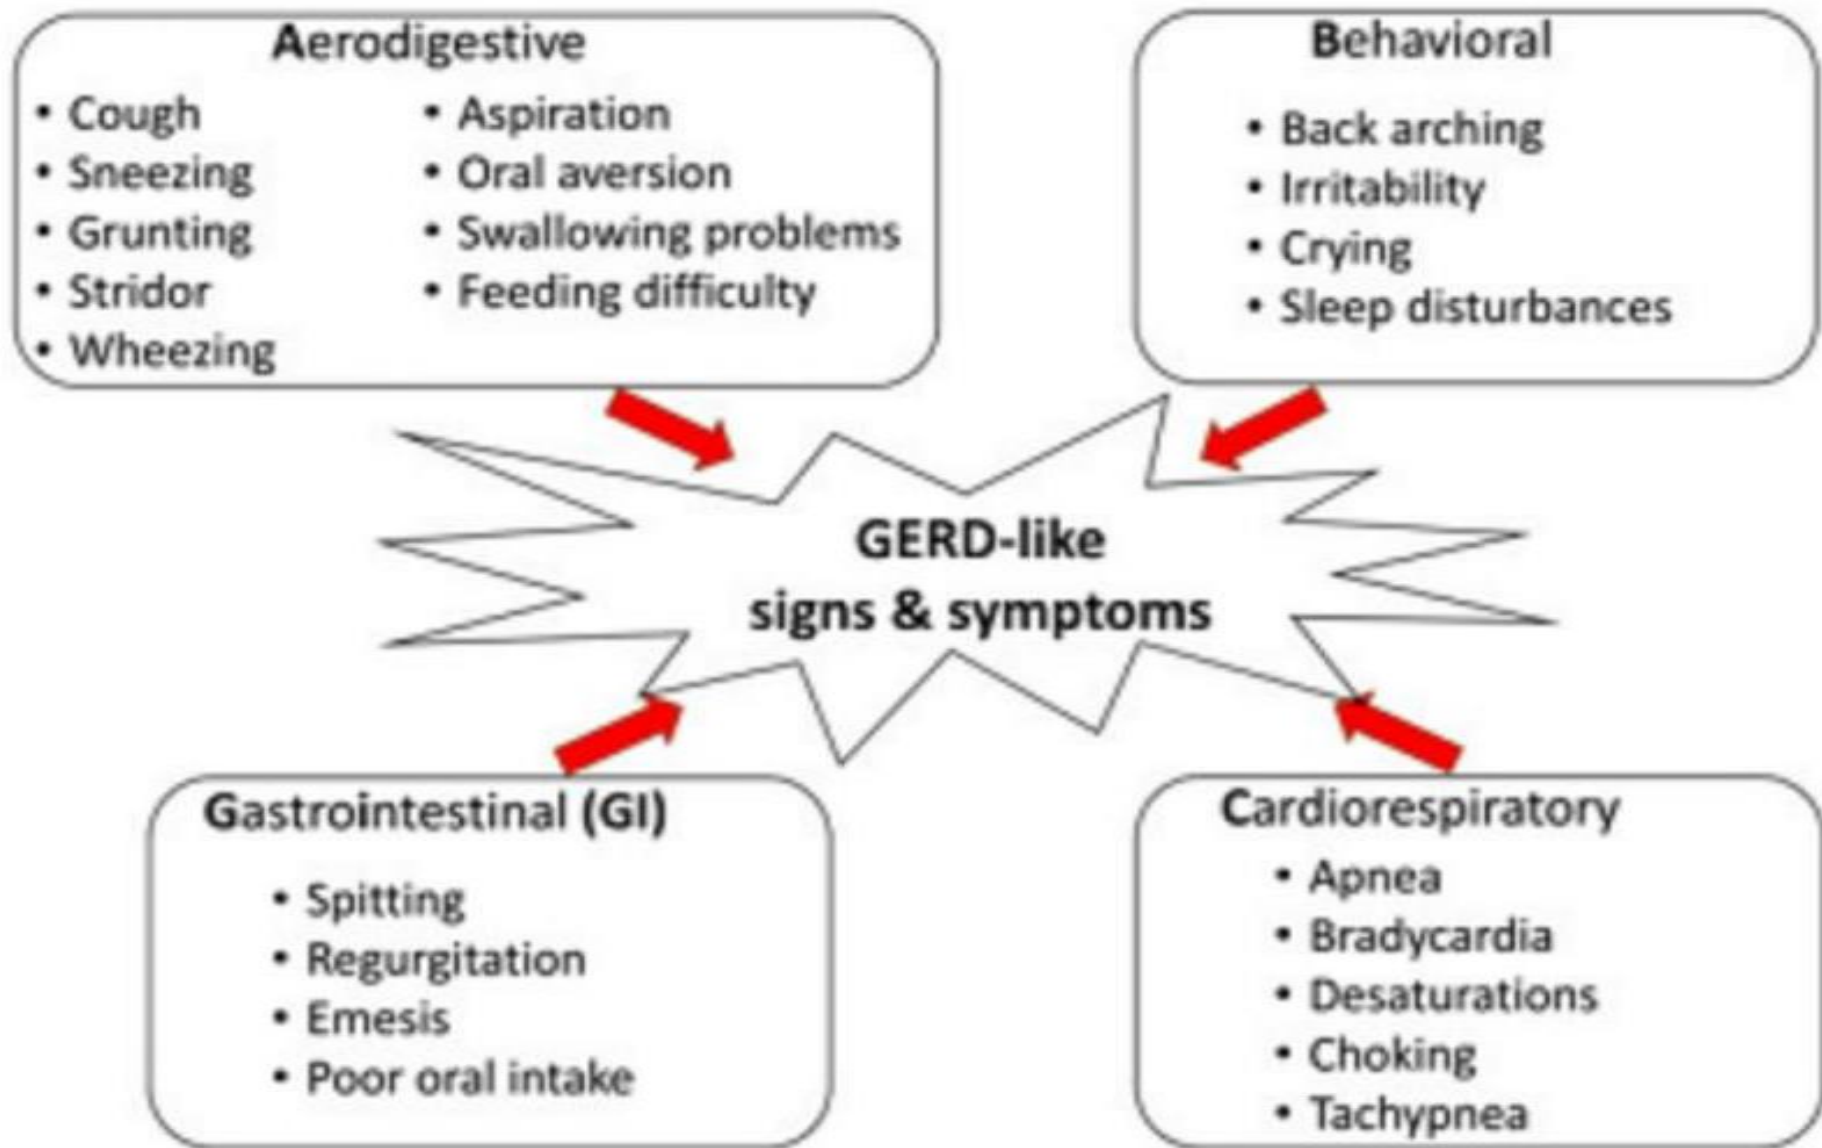 Aerodigestive
• Cough
• Sneezing
• Grunting
• Stridor
• Wheezing
• Aspiration
• Oral aversion
• Swallowing problems
• Feeding difficulty
Behavioral
• Back arching
• Irritability
• Crying
• Sleep disturbances
GERD-like
signs & symptoms
Gastrointestinal (GI)
• Spitting
• Regurgitation
• Emesis
• Poor oral intake
Cardiorespiratory
• Apnea
• Bradycardia
• Desaturations
• Choking
• Tachypnea